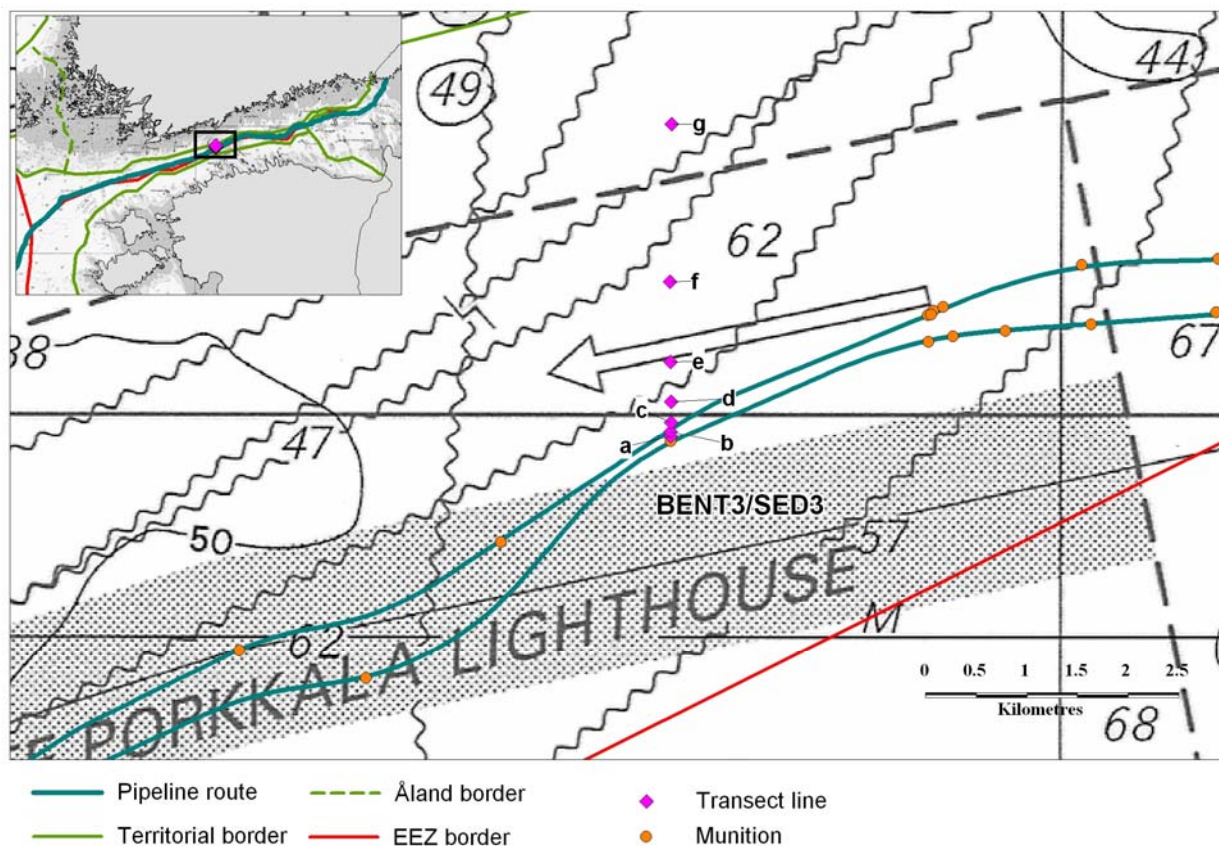 49
44
g
62
f
38
e
67
d
c
47
a
b
BENT3/SED3
50
57
62
M
PORKKALA LIGHTHOUSE
0 0.5 1 1.5 2 2.5
Kilometres
68
Pipeline route
Åland border
Transect line
Territorial border
EEZ border
Munition